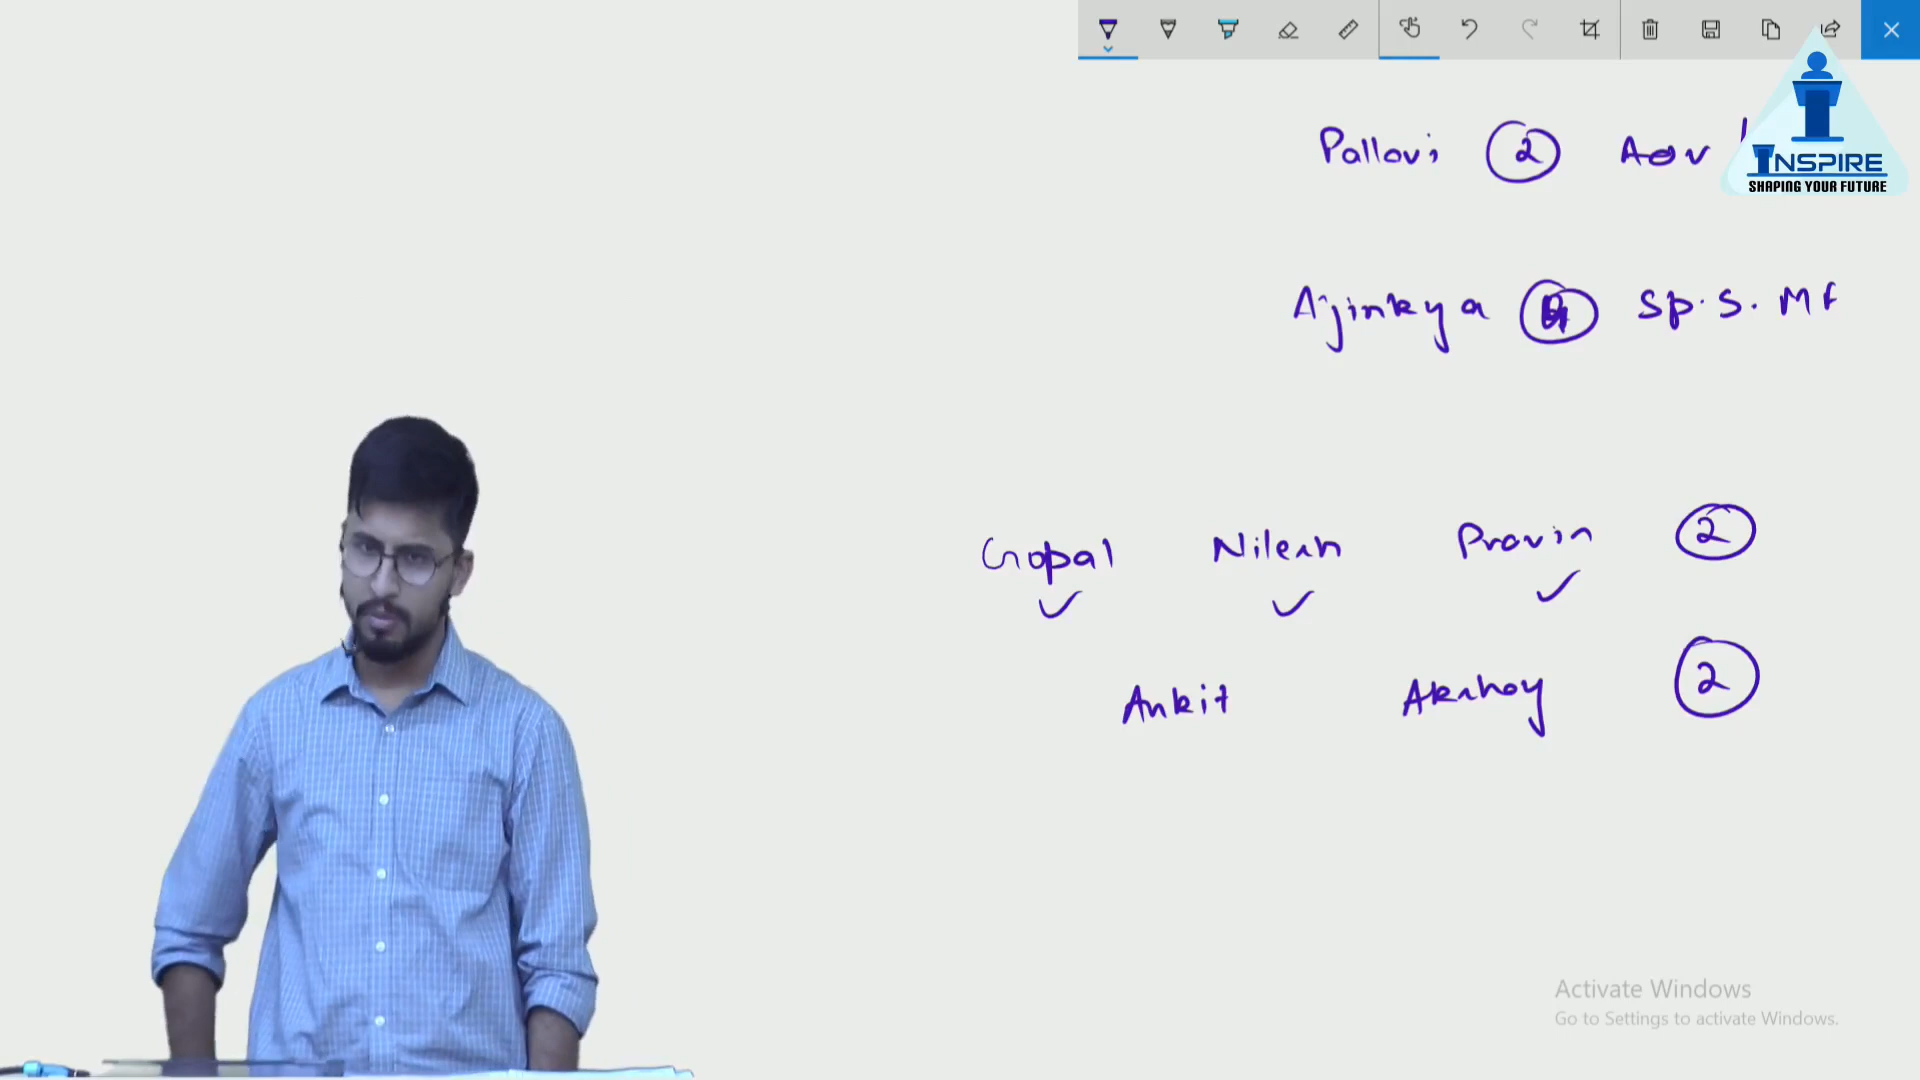 Pallavi 2 Adv
INSPIRE
SHAPING YOUR FUTURE
Ajinkya Sp. S. Mf
Gopal Nilesh Pravin 2
Ankit Akshay 2
Activate Windows
Go to Settings to activate Windows.